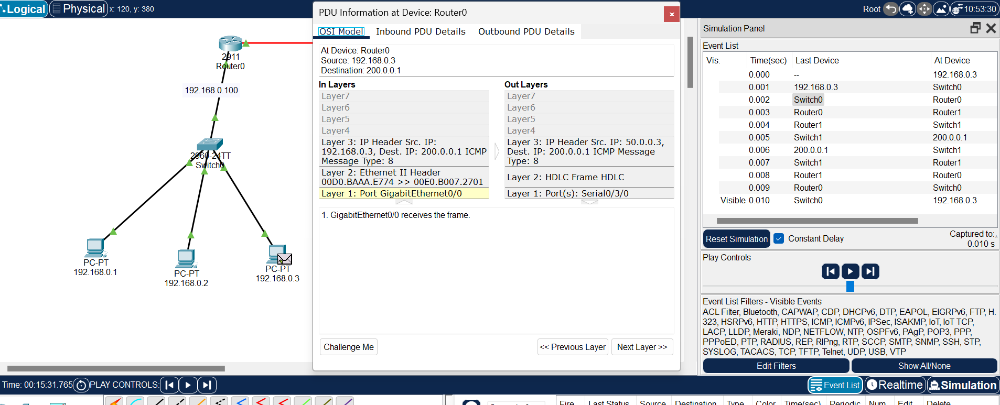 Logical
Physical
x: 120, y: 380
Root
10:53:30
2911
Router0
192.168.0.100
2960-24TT
Switch0
PC-PT
192.168.0.1
PC-PT
192.168.0.2
PC-PT
192.168.0.3
PDU Information at Device: Router0
OSI Model
Inbound PDU Details
Outbound PDU Details
At Device: Router0
Source: 192.168.0.3
Destination: 200.0.0.1
In Layers
Layer7
Layer6
Layer5
Layer4
Layer 3: IP Header Src. IP:
192.168.0.3, Dest. IP: 200.0.0.1 ICMP
Message Type: 8
Layer 2: Ethernet II Header
00D0.BAAA.E774 >> 00E0.B007.2701
Layer 1: Port GigabitEthernet0/0
Out Layers
Layer7
Layer6
Layer5
Layer4
Layer 3: IP Header Src. IP: 50.0.0.3,
Dest. IP: 200.0.0.1 ICMP Message
Type: 8
Layer 2: HDLC Frame HDLC
Layer 1: Port(s): Serial0/3/0
1. GigabitEthernet0/0 receives the frame.
Challenge Me
<< Previous Layer
Next Layer >>
Simulation Panel
Event List
Vis. Time(sec) Last Device At Device
0.000 -- 192.168.0.3
0.001 192.168.0.3 Switch0
0.002 Switch0 Router0
0.003 Router0 Router1
0.004 Router1 Switch1
0.005 Switch1 200.0.0.1
0.006 200.0.0.1 Switch1
0.007 Switch1 Router1
0.008 Router1 Router0
0.009 Router0 Switch0
Visible 0.010 Switch0 192.168.0.3
Reset Simulation
Constant Delay
Captured to:
0.010 s
Play Controls
Event List Filters - Visible Events
ACL Filter, Bluetooth, CAPWAP, CDP, DHCPv6, DTP, EAPOL, EIGRPv6, FTP, H.
323, HSRPv6, HTTP, HTTPS, ICMP, ICMPv6, IPSec, ISAKMP, IoT, IoT TCP,
LACP, LLDP, Meraki, NDP, NETFLOW, NTP, OSPFv6, PAgP, POP3, PPP,
PPPoED, PTP, RADIUS, REP, RIPng, RTP, SCCP, SMTP, SNMP, SSH, STP,
SYSLOG, TACACS, TCP, TFTP, Telnet, UDP, USB, VTP
Edit Filters
Show All/None
Time: 00:15:31.765
PLAY CONTROLS:
Event List
Realtime
Simulation
Fire Last Status Source Destination Type Color Time(sec) Periodic Num Edit Delete